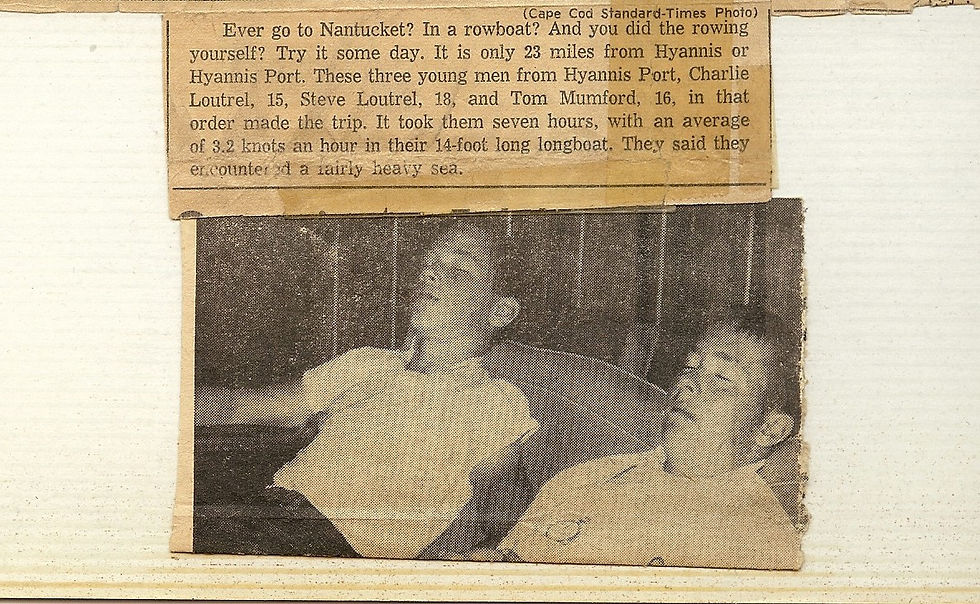 (Cape Cod Standard-Times Photo)
Ever go to Nantucket? In a rowboat? And you did the rowing
yourself? Try it some day. It is only 23 miles from Hyannis or
Hyannis Port. These three young men from Hyannis Port, Charlie
Loutrel, 15, Steve Loutrel, 18, and Tom Mumford, 16, in that
order made the trip. It took them seven hours, with an average
of 3.2 knots an hour in their 14-foot long longboat. They said they
encountered a fairly heavy sea.